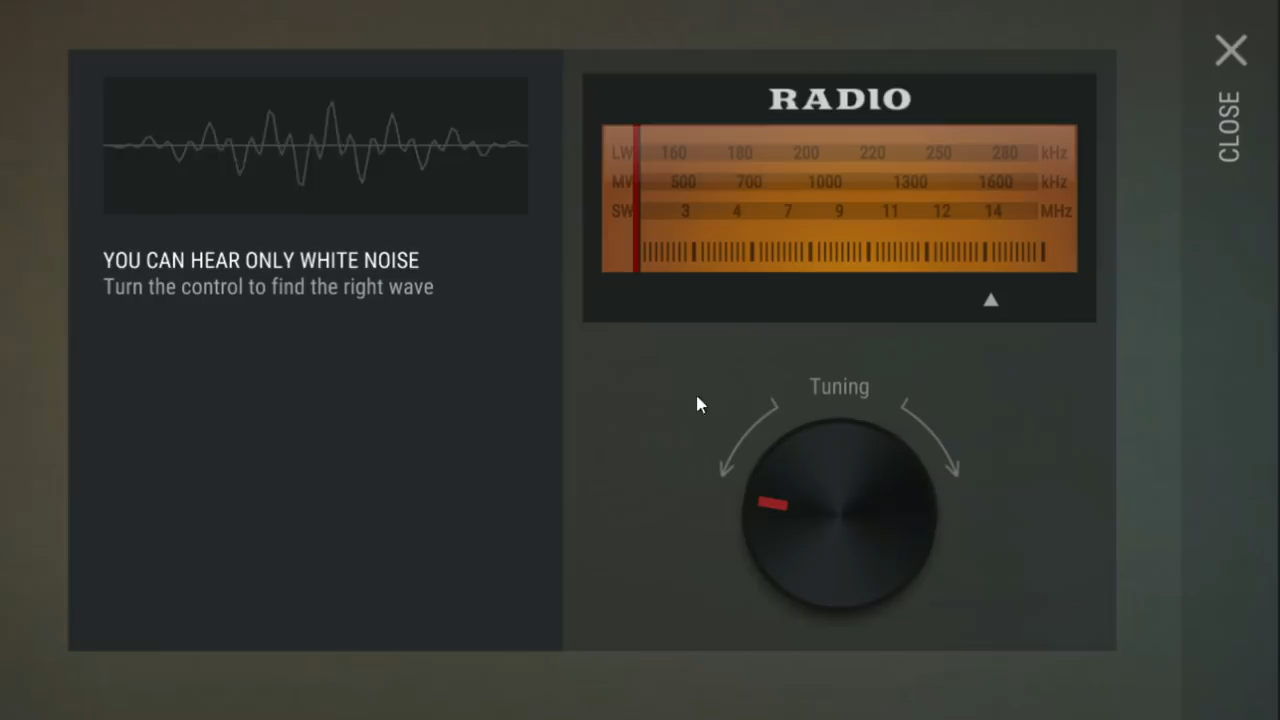 RADIO
LW 160 180 200 220 250 280 kHz
MV 500 700 1000 1300 1600 kHz
SW 3 4 7 9 11 12 14 MHz
CLOSE
YOU CAN HEAR ONLY WHITE NOISE
Turn the control to find the right wave
Tuning